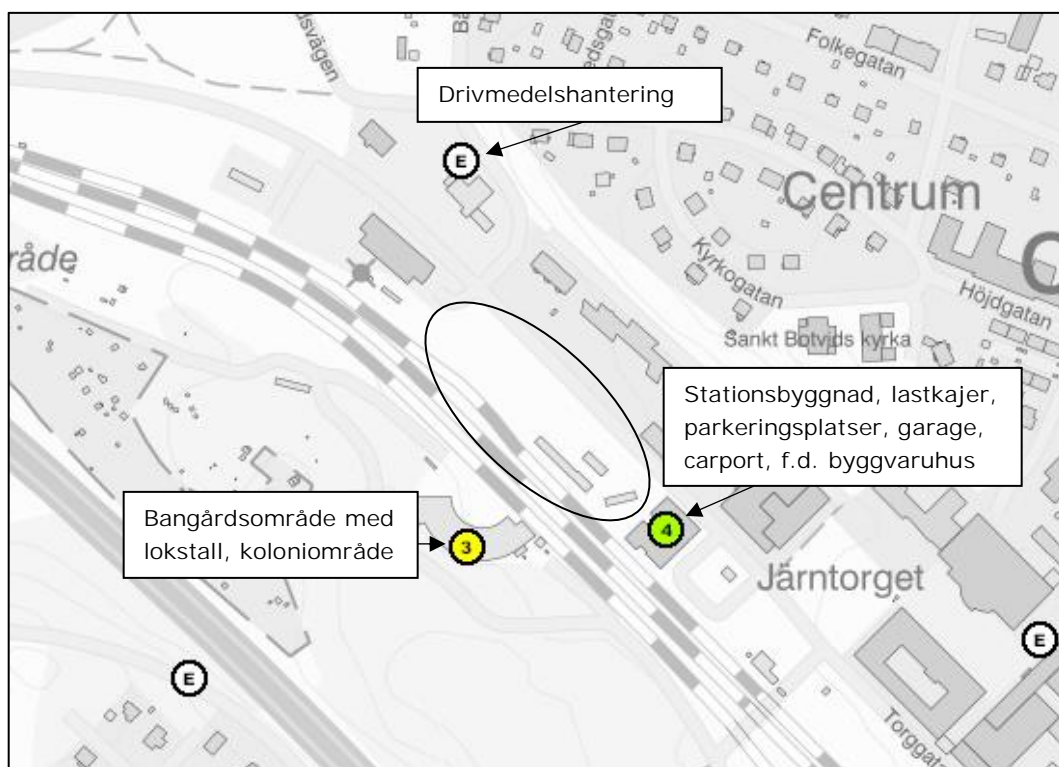 Folkegatan
Drivmedelshantering
E
Centrum
råde
Kyrkogatan
Höjdgatan
Sankt Botvids kyrka
Stationsbyggnad, lastkajer,
parkeringsplatser, garage,
carport, f.d. byggvaruhus
Bangårdsområde med
lokstall, koloniområde
3
4
Järntorget
E
E